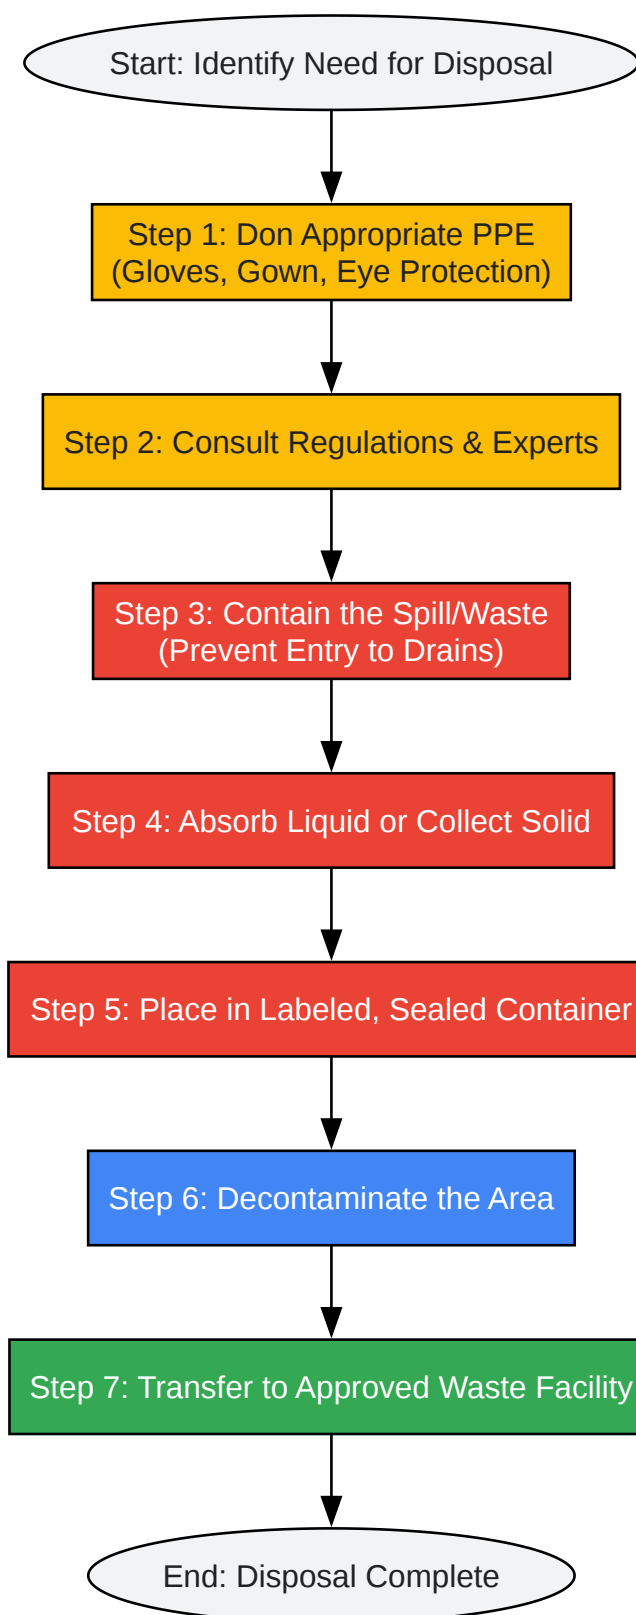 Start: Identify Need for Disposal
Step 1: Don Appropriate PPE
(Gloves, Gown, Eye Protection)
Step 2: Consult Regulations & Experts
Step 3: Contain the Spill/Waste
(Prevent Entry to Drains)
Step 4: Absorb Liquid or Collect Solid
Step 5: Place in Labeled, Sealed Container
Step 6: Decontaminate the Area
Step 7: Transfer to Approved Waste Facility
End: Disposal Complete